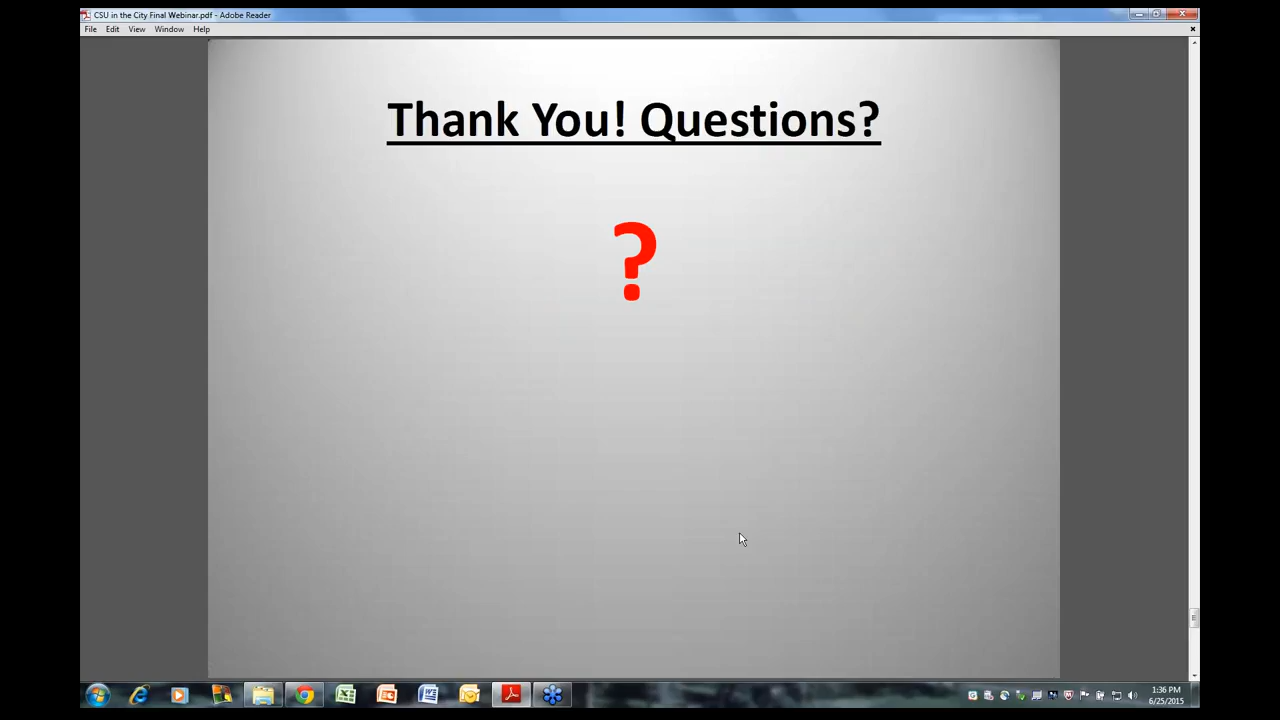 CSU in the City Final Webinar.pdf - Adobe Reader
File Edit View Window Help
Thank You! Questions?
?
1:36 PM
6/25/2015